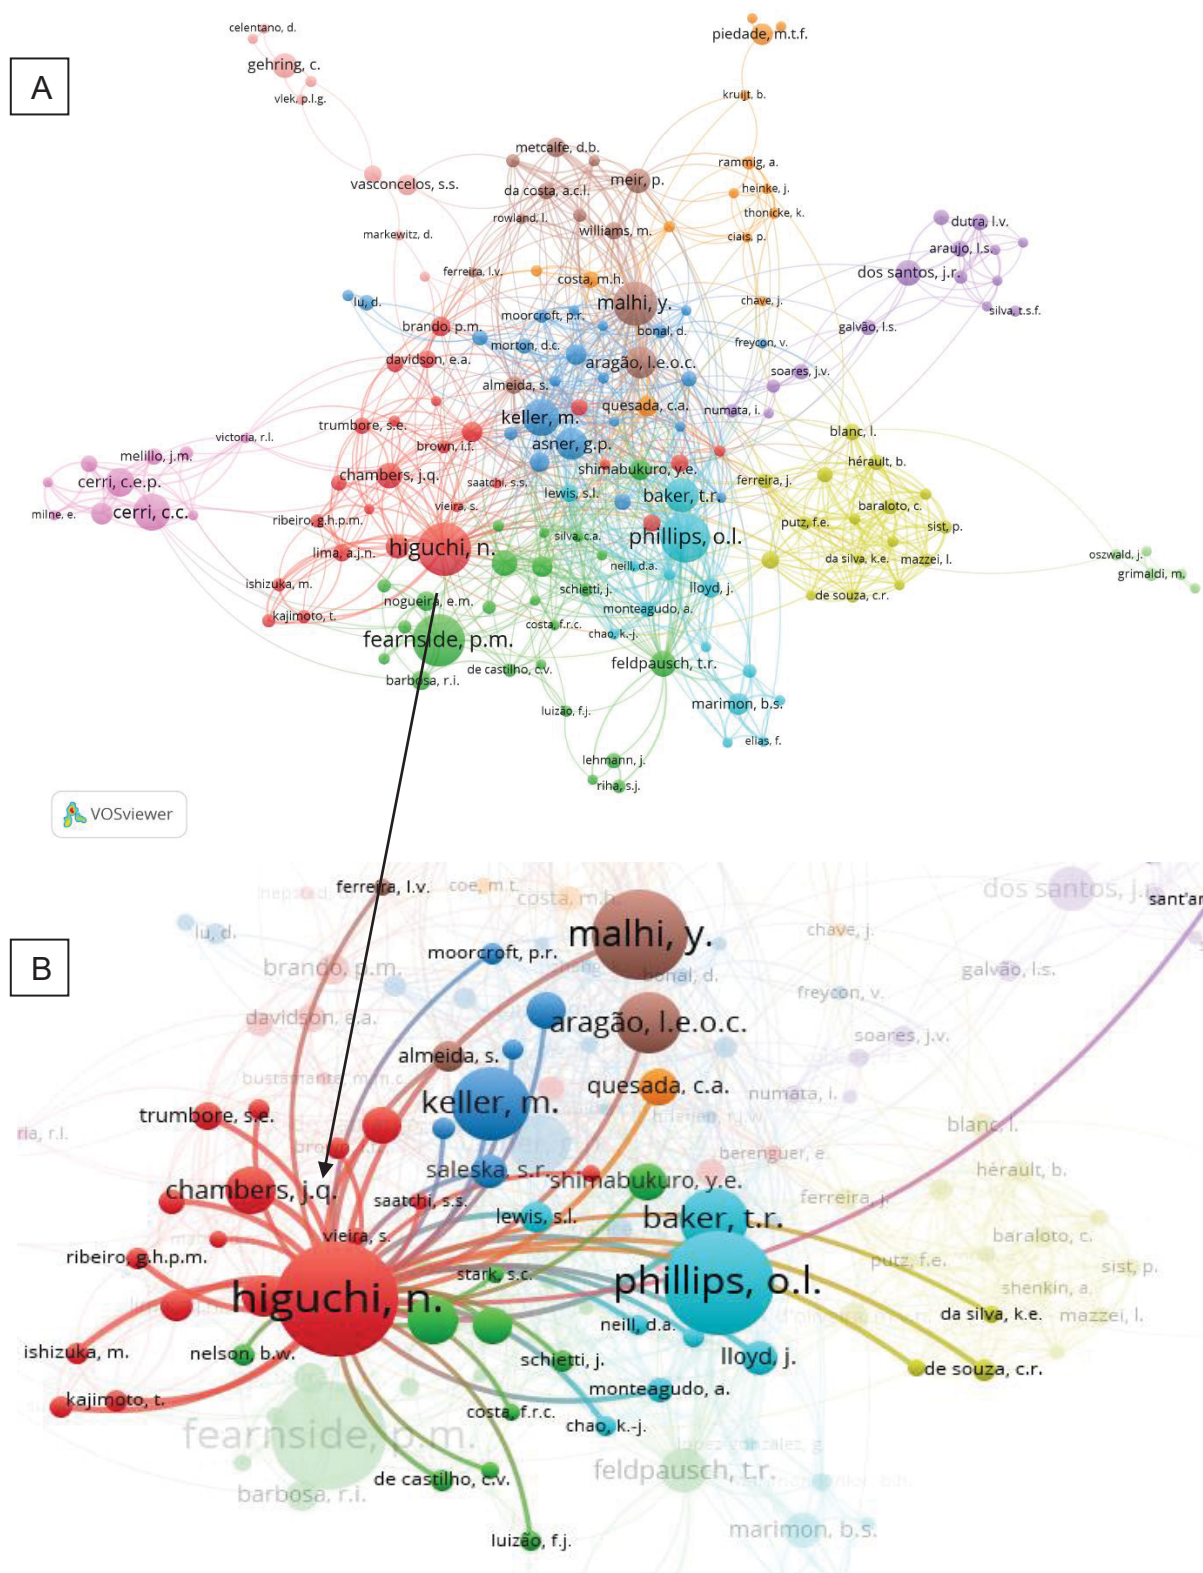 A
celentano, d.
gehring, c.
vlek, p.l.g.
piedade, m.t.f.
kruijt, b.
metcalfe, d.b.
rammig, a.
vasconcelos, s.s.
da costa, a.c.l.
meir, p.
heinke, j.
rowland, l.
thonicke, k.
dutra, l.v.
markewitz, d.
williams, m.
ciais, p.
araujo, l.s.
ferreira, l.v.
costa, m.h.
dos santos, j.r.
lu, d.
malhi, y.
chave, j.
silva, t.s.f.
moorcroft, p.r.
brando, p.m.
bonal, d.
galvão, l.s.
morton, d.c.
freycon, v.
davidson, e.a.
aragão, l.e.o.c.
soares, j.v.
almeida, s.
quesada, c.a.
keller, m.
numata, i.
trumbore, s.e.
blanc, l.
victoria, r.l.
brown, i.f.
asner, g.p.
melillo, j.m.
hérault, b.
shimabukuro, y.e.
chambers, j.q.
cerri, c.e.p.
saatchi, s.s.
ferreira, j.
lewis, s.l.
baker, t.r.
milne, e.
cerri, c.c.
vieira, s.
baraloto, c.
ribeiro, g.h.p.m.
putz, f.e.
sist, p.
silva, c.a.
phillips, o.l.
lima, a.j.n.
higuchi, n.
oszwald, j.
neill, d.a.
da silva, k.e.
mazzei, l.
grimaldi, m.
ishizuka, m.
schietti, j.
lloyd, j.
nogueira, e.m.
de souza, c.r.
kajimoto, t.
monteagudo, a.
costa, f.r.c.
chao, k.-j.
fearnside, p.m.
de castilho, c.v.
feldpausch, t.r.
barbosa, r.i.
luizão, f.j.
marimon, b.s.
elias, f.
lehmann, j.
riha, s.j.
VOSviewer
B
ferreira, l.v.
coe, m.t.
costa, m.h.
dos santos, j.r.
sant'ar
lu, d.
malhi, y.
chave, j.
moorcroft, p.r.
brando, p.m.
bonal, d.
galvão, l.s.
freycon, v.
davidson, e.a.
aragão, l.e.o.c.
soares, j.v.
almeida, s.
bustamante, m.m.c.
quesada, c.a.
numata, i.
keller, m.
trumbore, s.e.
blanc, l.
ria, r.l.
berenguer, e.
saleska, s.r.
hérault, b.
shimabukuro, y.e.
chambers, j.q.
saatchi, s.s.
ferreira, j.
lewis, s.l.
baker, t.r.
vieira, s.
baraloto, c.
ribeiro, g.h.p.m.
putz, f.e.
sist, p.
stark, s.c.
phillips, o.l.
shenkin, a.
higuchi, n.
da silva, k.e.
mazzei, l.
neill, d.a.
ishizuka, m.
nelson, b.w.
schietti, j.
lloyd, j.
de souza, c.r.
kajimoto, t.
monteagudo, a.
costa, f.r.c.
chao, k.-j.
fearnside, p.m.
lopez-gonzalez, g.
feldpausch, t.r.
de castilho, c.v.
barbosa, r.i.
marimon, b.s.
luizão, f.j.